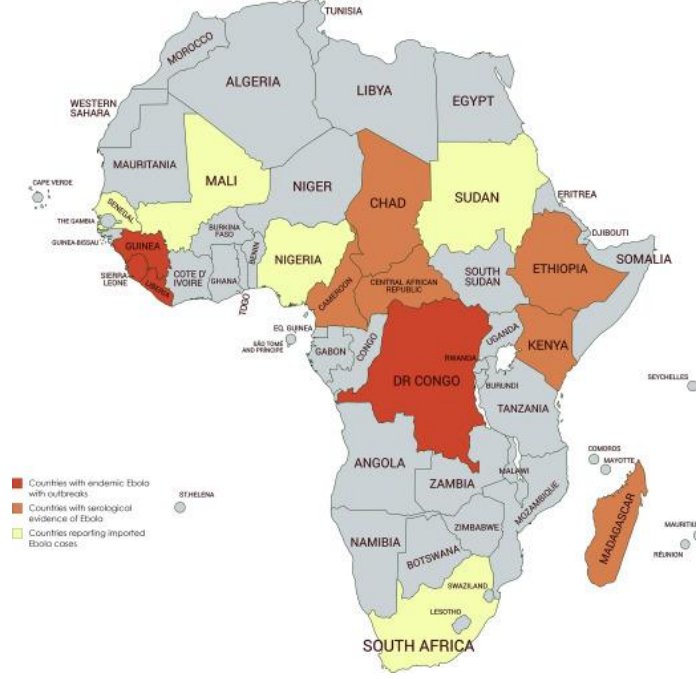 TUNISIA
MOROCCO
ALGERIA
LIBYA
EGYPT
WESTERN
SAHARA
MAURITANIA
MALI
NIGER
CHAD
SUDAN
ERITREA
CAPE VERDE
SENEGAL
THE GAMBIA
GUINEA-BISSAU
GUINEA
SIERRA
LEONE
LIBERIA
COTE D'
IVOIRE
BURKINA
FASO
GHANA
TOGO
BENIN
NIGERIA
CAMEROON
CENTRAL AFRICAN
REPUBLIC
SOUTH
SUDAN
ETHIOPIA
DJIBOUTI
SOMALIA
EQ. GUINEA
SÃO TOMÉ
AND PRÍNCIPE
GABON
CONGO
DR CONGO
UGANDA
RWANDA
BURUNDI
KENYA
TANZANIA
SEYCHELLES
COMOROS
MAYOTTE
ANGOLA
ZAMBIA
MALAWI
MOZAMBIQUE
ZIMBABWE
MADAGASCAR
MAURITIU
RÉUNION
NAMIBIA
BOTSWANA
SWAZILAND
LESOTHO
SOUTH AFRICA
ST.HELENA
Countries with endemic Ebola
with outbreaks
Countries with serological
evidence of Ebola
Countries reporting imported
Ebola cases